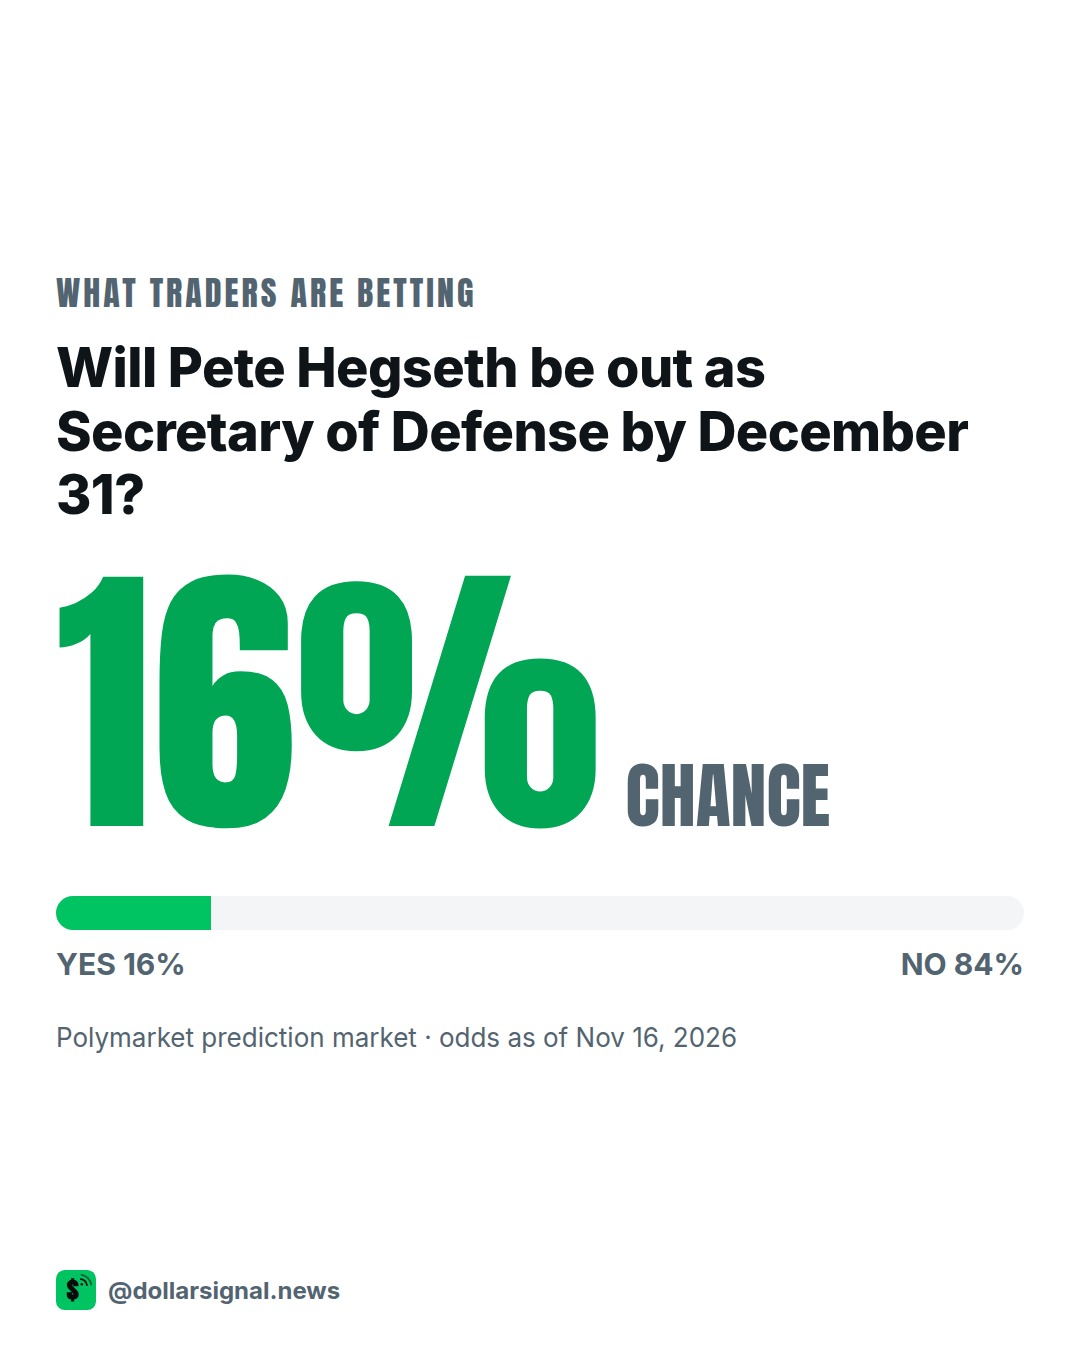 WHAT TRADERS ARE BETTING
Will Pete Hegseth be out as
Secretary of Defense by December
31?
16% CHANCE
YES 16% NO 84%
Polymarket prediction market · odds as of Nov 16, 2026
$ @dollarsignal.news